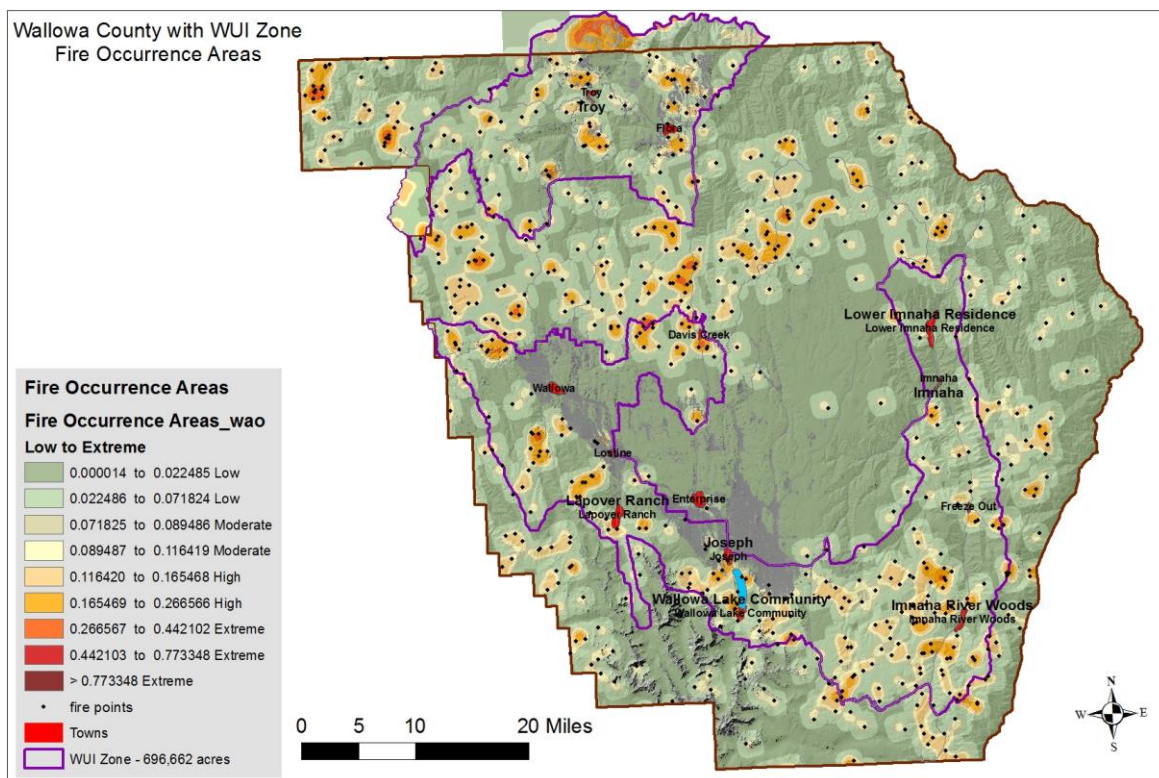 Wallowa County with WUI Zone
Fire Occurrence Areas
Troy
Troy
Flora
Lower Imnaha Residence
Lower Imnaha Residence
Davis Creek
Imnaha
Imnaha
Wallowa
Lostine
Lapover Ranch
Lapover Ranch
Enterprise
Freeze Out
Joseph
Joseph
Wallowa Lake Community
Wallowa Lake Community
Imnaha River Woods
Imnaha River Woods
Fire Occurrence Areas
Fire Occurrence Areas_wao
Low to Extreme
0.000014 to 0.022485 Low
0.022486 to 0.071824 Low
0.071825 to 0.089486 Moderate
0.089487 to 0.116419 Moderate
0.116420 to 0.165468 High
0.165469 to 0.266566 High
0.266567 to 0.442102 Extreme
0.442103 to 0.773348 Extreme
> 0.773348 Extreme
fire points
Towns
WUI Zone - 696,662 acres
0 5 10 20 Miles
N
W E
S